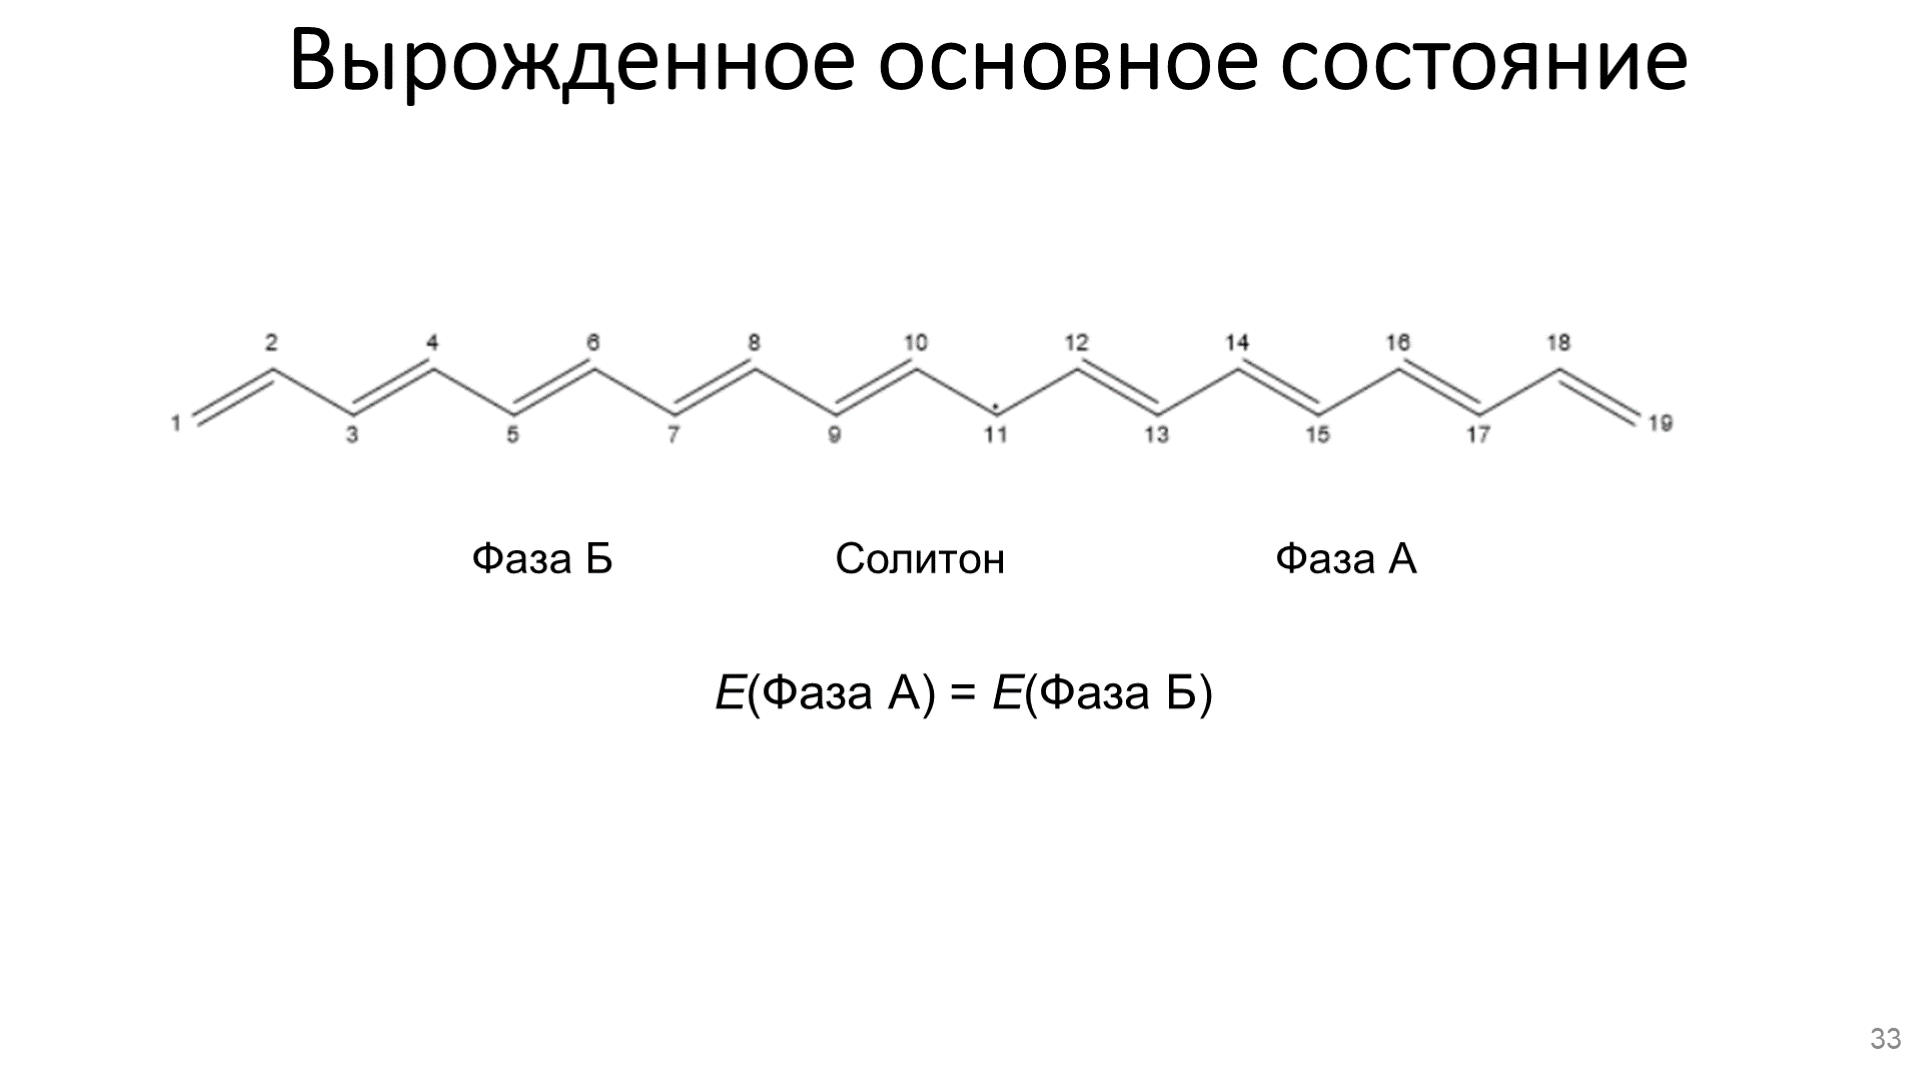 Вырожденное основное состояние
2 4 6 8 10 12 14 16 18
1 3 5 7 9 11 13 15 17 19
Фаза Б Солитон Фаза А
E(Фаза А) = E(Фаза Б)
33